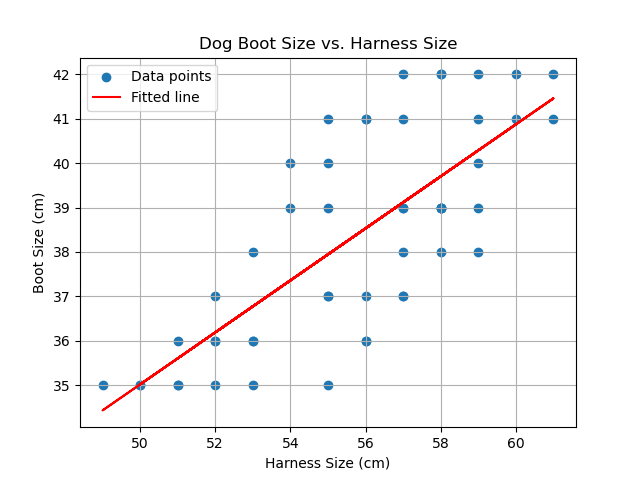 Dog Boot Size vs. Harness Size
Data points
Fitted line
42
41
40
39
38
37
36
35
Boot Size (cm)
50 52 54 56 58 60
Harness Size (cm)